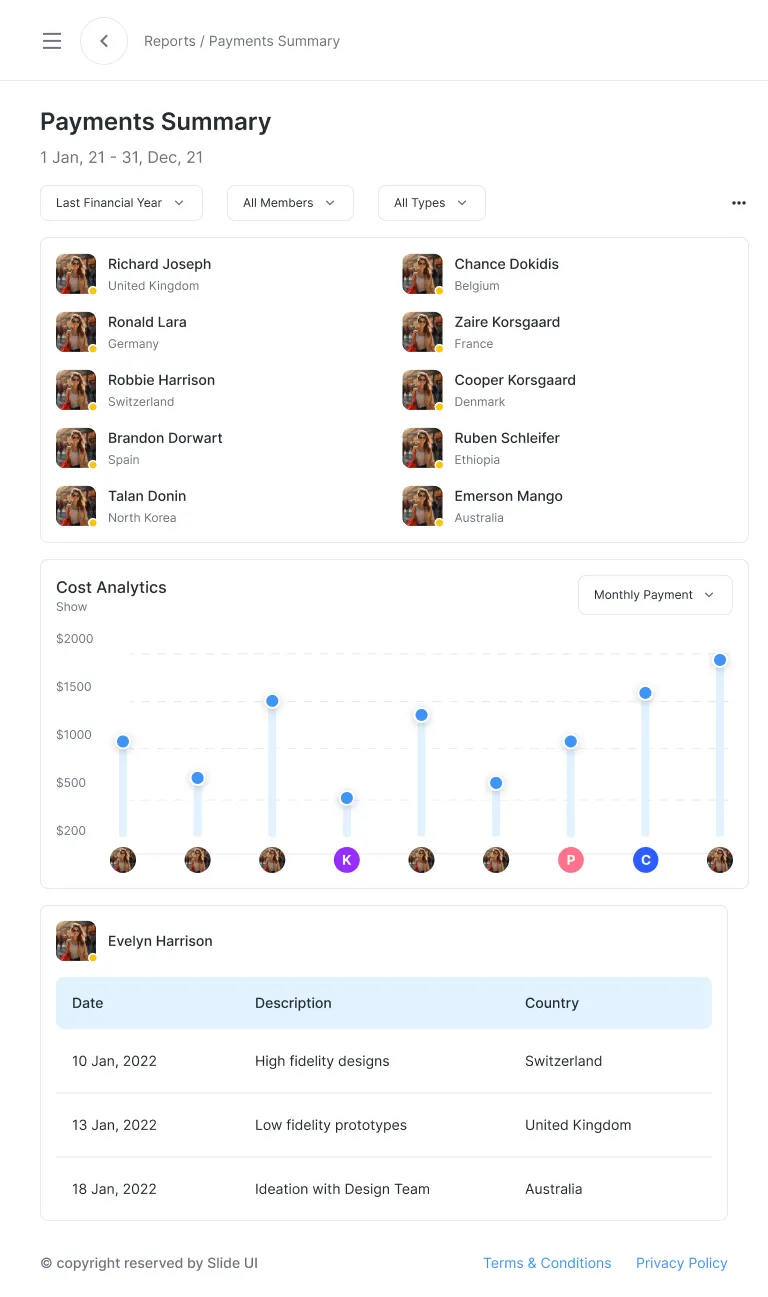 Reports / Payments Summary
Payments Summary
1 Jan, 21 - 31, Dec, 21
Last Financial Year
All Members
All Types
Richard Joseph
United Kingdom
Chance Dokidis
Belgium
Ronald Lara
Germany
Zaire Korsgaard
France
Robbie Harrison
Switzerland
Cooper Korsgaard
Denmark
Brandon Dorwart
Spain
Ruben Schleifer
Ethiopia
Talan Donin
North Korea
Emerson Mango
Australia
Cost Analytics
Show
Monthly Payment
$2000
$1500
$1000
$500
$200
K
P
C
Evelyn Harrison
Date Description Country
10 Jan, 2022 High fidelity designs Switzerland
13 Jan, 2022 Low fidelity prototypes United Kingdom
18 Jan, 2022 Ideation with Design Team Australia
© copyright reserved by Slide UI
Terms & Conditions Privacy Policy